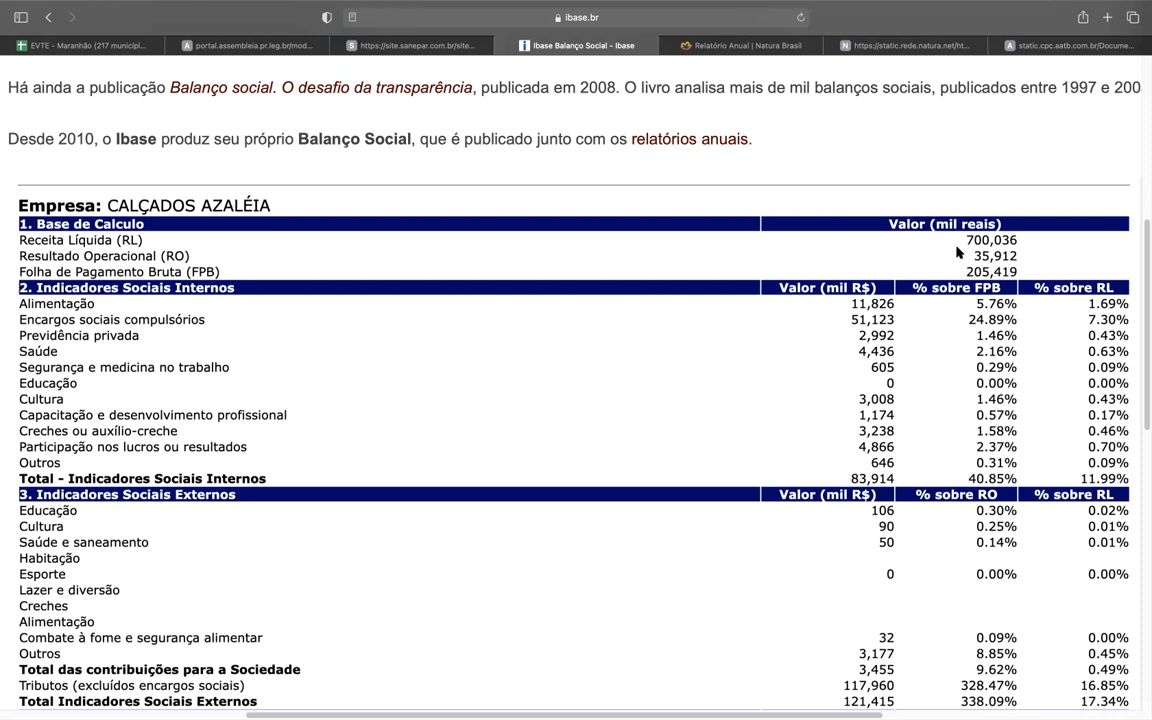 ibase.br
EVTE - Maranhão (217 municípi...
portal.assembleia.pr.leg.br/mod...
https://site.sanepar.com.br/site...
Ibase Balanço Social - Ibase
Relatório Anual | Natura Brasil
https://static.rede.natura.net/ht...
static.cpc.aatb.com.br/Docume...
Há ainda a publicação Balanço social. O desafio da transparência, publicada em 2008. O livro analisa mais de mil balanços sociais, publicados entre 1997 e 200
Desde 2010, o Ibase produz seu próprio Balanço Social, que é publicado junto com os relatórios anuais.
Empresa: CALÇADOS AZALÉIA
1. Base de Calculo Valor (mil reais)
Receita Líquida (RL) 700,036
Resultado Operacional (RO) 35,912
Folha de Pagamento Bruta (FPB) 205,419
2. Indicadores Sociais Internos Valor (mil R$) % sobre FPB % sobre RL
Alimentação 11,826 5.76% 1.69%
Encargos sociais compulsórios 51,123 24.89% 7.30%
Previdência privada 2,992 1.46% 0.43%
Saúde 4,436 2.16% 0.63%
Segurança e medicina no trabalho 605 0.29% 0.09%
Educação 0 0.00% 0.00%
Cultura 3,008 1.46% 0.43%
Capacitação e desenvolvimento profissional 1,174 0.57% 0.17%
Creches ou auxílio-creche 3,238 1.58% 0.46%
Participação nos lucros ou resultados 4,866 2.37% 0.70%
Outros 646 0.31% 0.09%
Total - Indicadores Sociais Internos 83,914 40.85% 11.99%
3. Indicadores Sociais Externos Valor (mil R$) % sobre RO % sobre RL
Educação 106 0.30% 0.02%
Cultura 90 0.25% 0.01%
Saúde e saneamento 50 0.14% 0.01%
Habitação
Esporte 0 0.00% 0.00%
Lazer e diversão
Creches
Alimentação
Combate à fome e segurança alimentar 32 0.09% 0.00%
Outros 3,177 8.85% 0.45%
Total das contribuições para a Sociedade 3,455 9.62% 0.49%
Tributos (excluídos encargos sociais) 117,960 328.47% 16.85%
Total Indicadores Sociais Externos 121,415 338.09% 17.34%